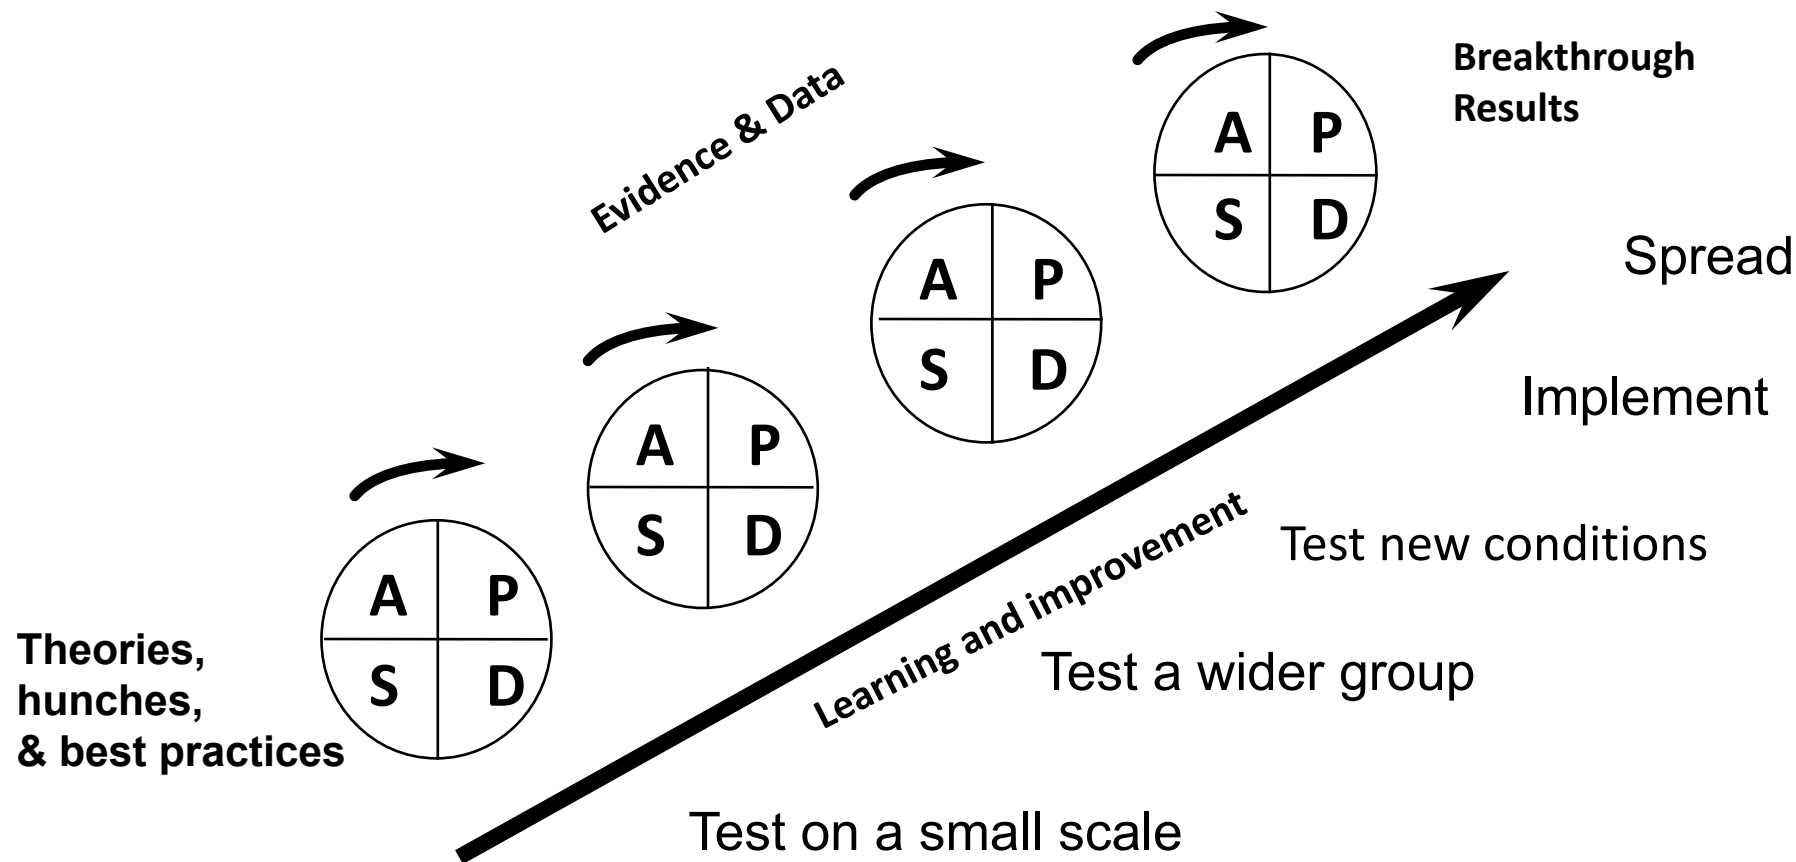 Breakthrough
Results
Evidence & Data
A P
S D
Spread
A P
S D
Implement
A P
S D
Learning and improvement
Test new conditions
A P
S D
Theories,
hunches,
& best practices
Test a wider group
Test on a small scale